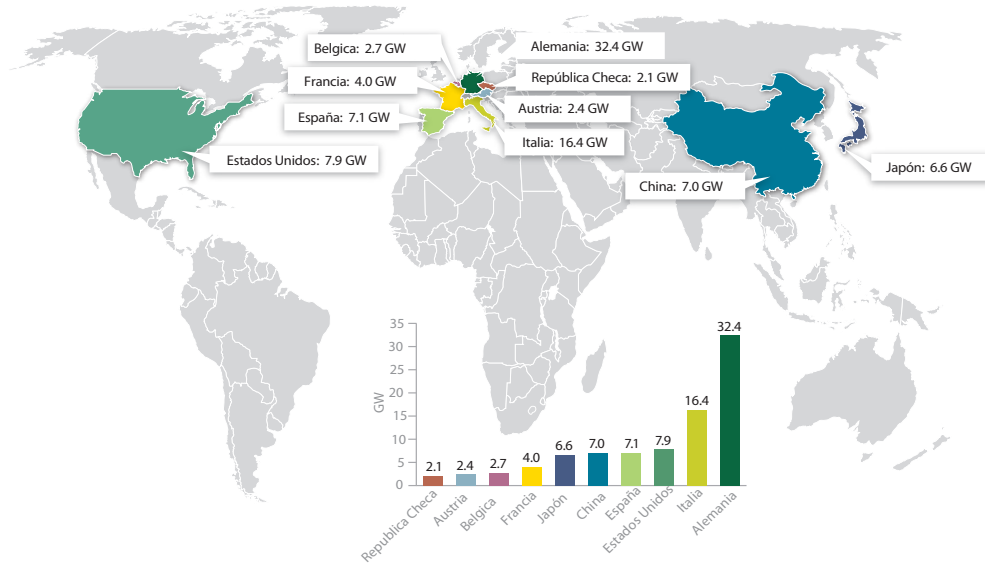 Belgica: 2.7 GW
Alemania: 32.4 GW
Francia: 4.0 GW
República Checa: 2.1 GW
España: 7.1 GW
Austria: 2.4 GW
Italia: 16.4 GW
Estados Unidos: 7.9 GW
Japón: 6.6 GW
China: 7.0 GW
GW
35
30
25
20
15
10
5
0
2.1
2.4
2.7
4.0
6.6
7.0
7.1
7.9
16.4
32.4
Republica Checa
Austria
Belgica
Francia
Japón
China
España
Estados Unidos
Italia
Alemania